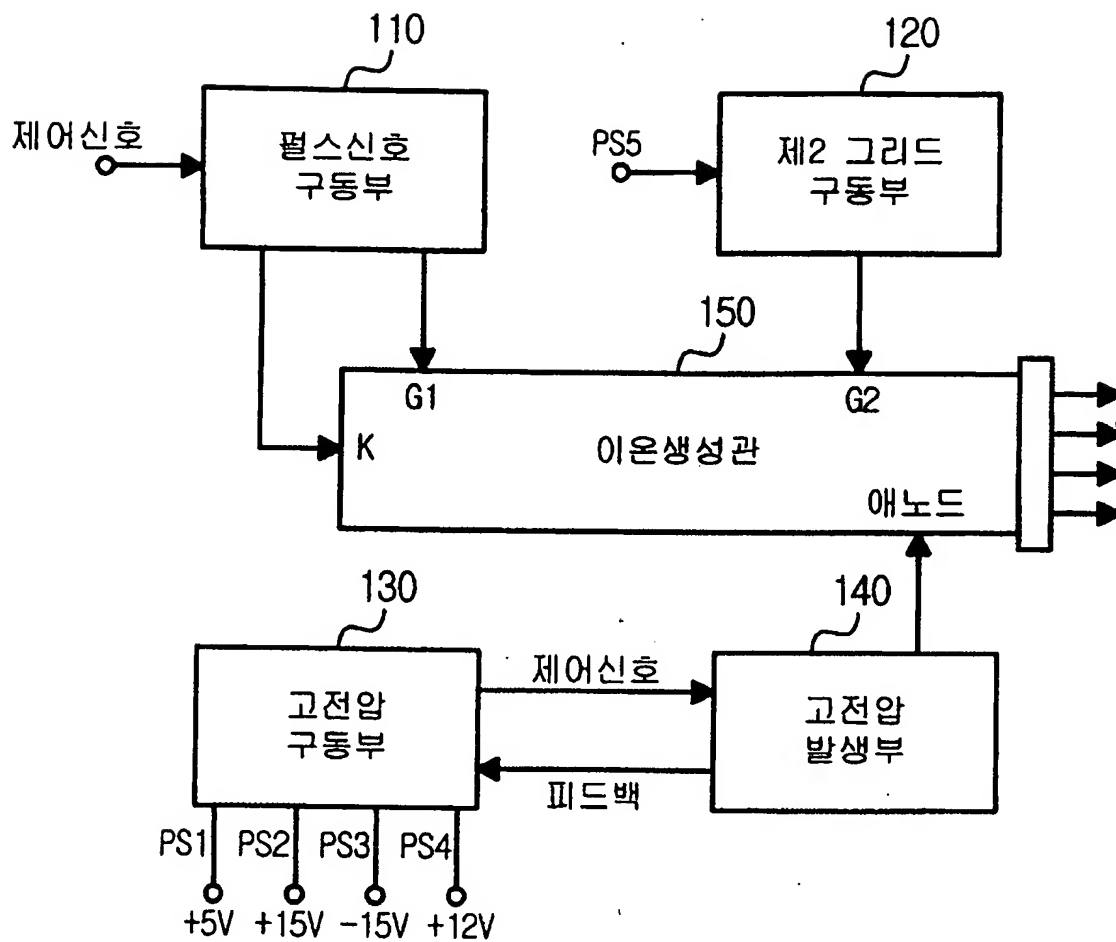 110
120
제어신호
펄스신호
구동부
PS5
제2 그리드
구동부
150
G1
G2
K
이온생성관
애노드
130
140
고전압
구동부
제어신호
피드백
고전압
발생부
PS1
PS2
PS3
PS4
+5V
+15V
-15V
+12V